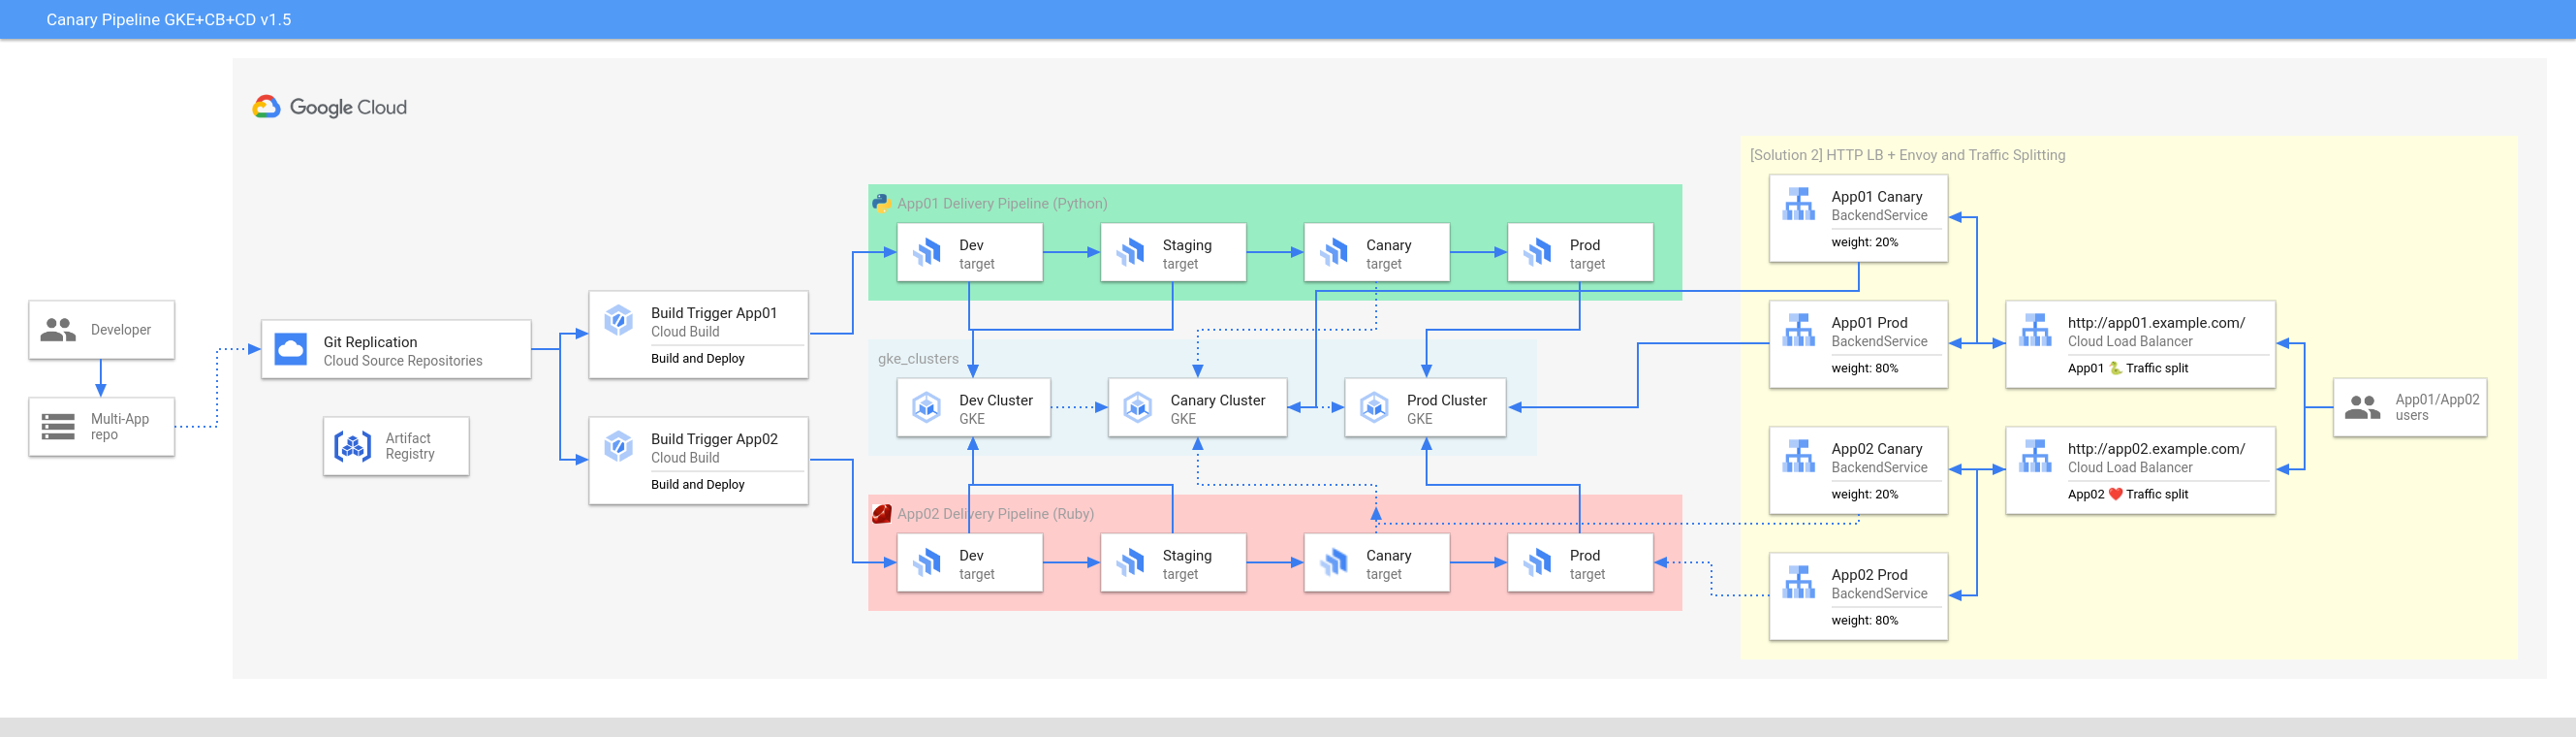 Canary Pipeline GKE+CB+CD v1.5
Google Cloud
Developer
Multi-App
repo
Git Replication
Cloud Source Repositories
Artifact
Registry
Build Trigger App01
Cloud Build
Build and Deploy
Build Trigger App02
Cloud Build
Build and Deploy
App01 Delivery Pipeline (Python)
Dev
target
Staging
target
Canary
target
Prod
target
gke_clusters
Dev Cluster
GKE
Canary Cluster
GKE
Prod Cluster
GKE
App02 Delivery Pipeline (Ruby)
Dev
target
Staging
target
Canary
target
Prod
target
[Solution 2] HTTP LB + Envoy and Traffic Splitting
App01 Canary
BackendService
weight: 20%
App01 Prod
BackendService
weight: 80%
App02 Canary
BackendService
weight: 20%
App02 Prod
BackendService
weight: 80%
http://app01.example.com/
Cloud Load Balancer
App01 🐍 Traffic split
http://app02.example.com/
Cloud Load Balancer
App02 ❤️ Traffic split
App01/App02
users